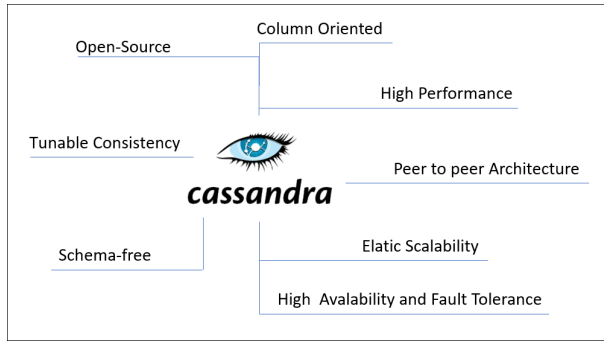 Column Oriented
Open-Source
High Performance
Tunable Consistency
Peer to peer Architecture
cassandra
Elatic Scalability
Schema-free
High Avalability and Fault Tolerance